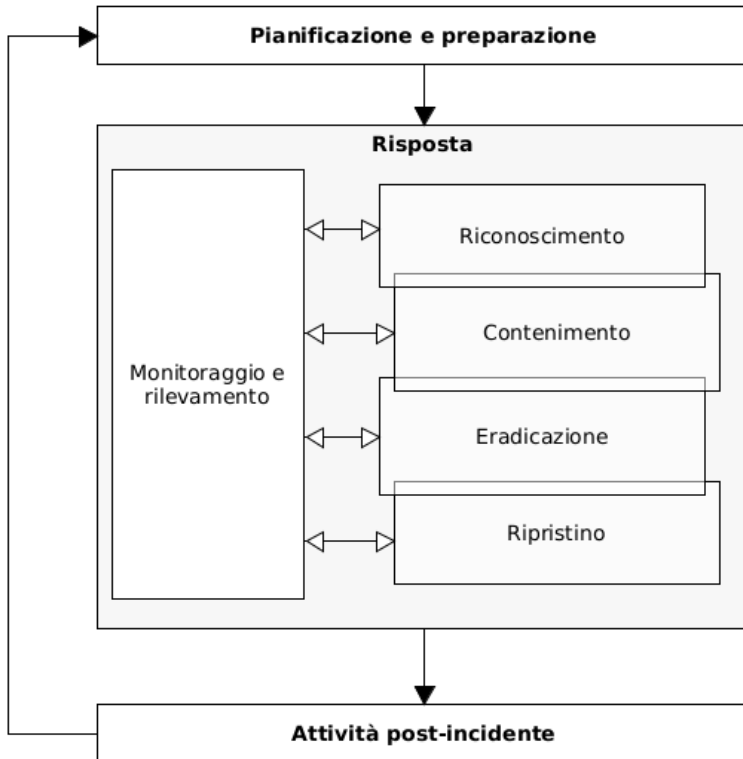 Pianificazione e preparazione
Risposta
Monitoraggio e
rilevamento
Riconoscimento
Contenimento
Eradicazione
Ripristino
Attività post-incidente